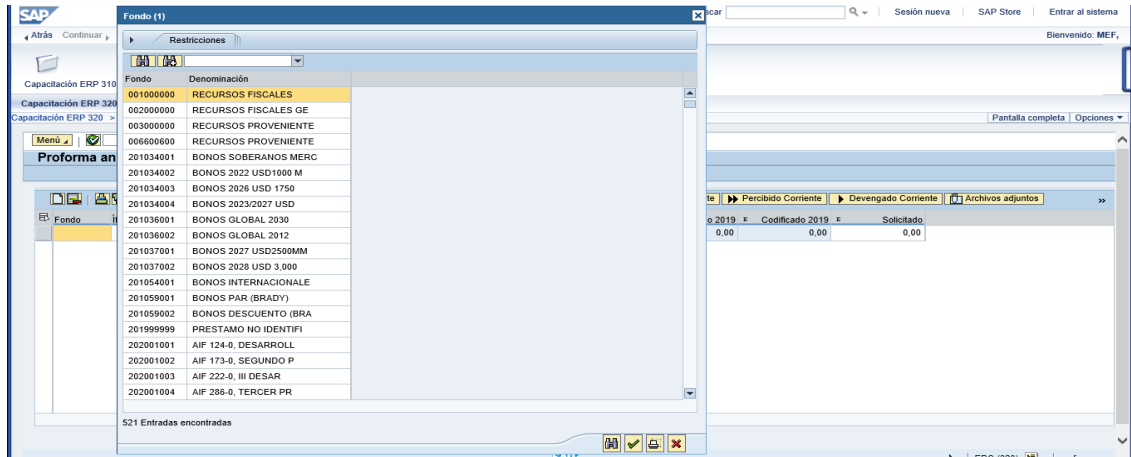 SAP
Fondo (1)
scar
Sesión nueva
SAP Store
Entrar al sistema
Atrás Continuar
Restricciones
Bienvenido: MEF,
Capacitación ERP 310
Fondo Denominación
001000000 RECURSOS FISCALES
Capacitación ERP 320
002000000 RECURSOS FISCALES GE
Capacitación ERP 320 >
Pantalla completa Opciones
003000000 RECURSOS PROVENIENTE
Menú
006600600 RECURSOS PROVENIENTE
Proforma an
201034001 BONOS SOBERANOS MERC
201034002 BONOS 2022 USD1000 M
201034003 BONOS 2026 USD 1750
201034004 BONOS 2023/2027 USD
te Percibido Corriente Devengado Corriente Archivos adjuntos
Fondo
201036001 BONOS GLOBAL 2030
o 2019 Codificado 2019 Solicitado
201036002 BONOS GLOBAL 2012
0,00 0,00 0,00
201037001 BONOS 2027 USD2500MM
201037002 BONOS 2028 USD 3,000
201054001 BONOS INTERNACIONALE
201059001 BONOS PAR (BRADY)
201059002 BONOS DESCUENTO (BRA
201999999 PRESTAMO NO IDENTIFI
202001001 AIF 124-0, DESARROLL
202001002 AIF 173-0, SEGUNDO P
202001003 AIF 222-0, III DESAR
202001004 AIF 286-0, TERCER PR
521 Entradas encontradas